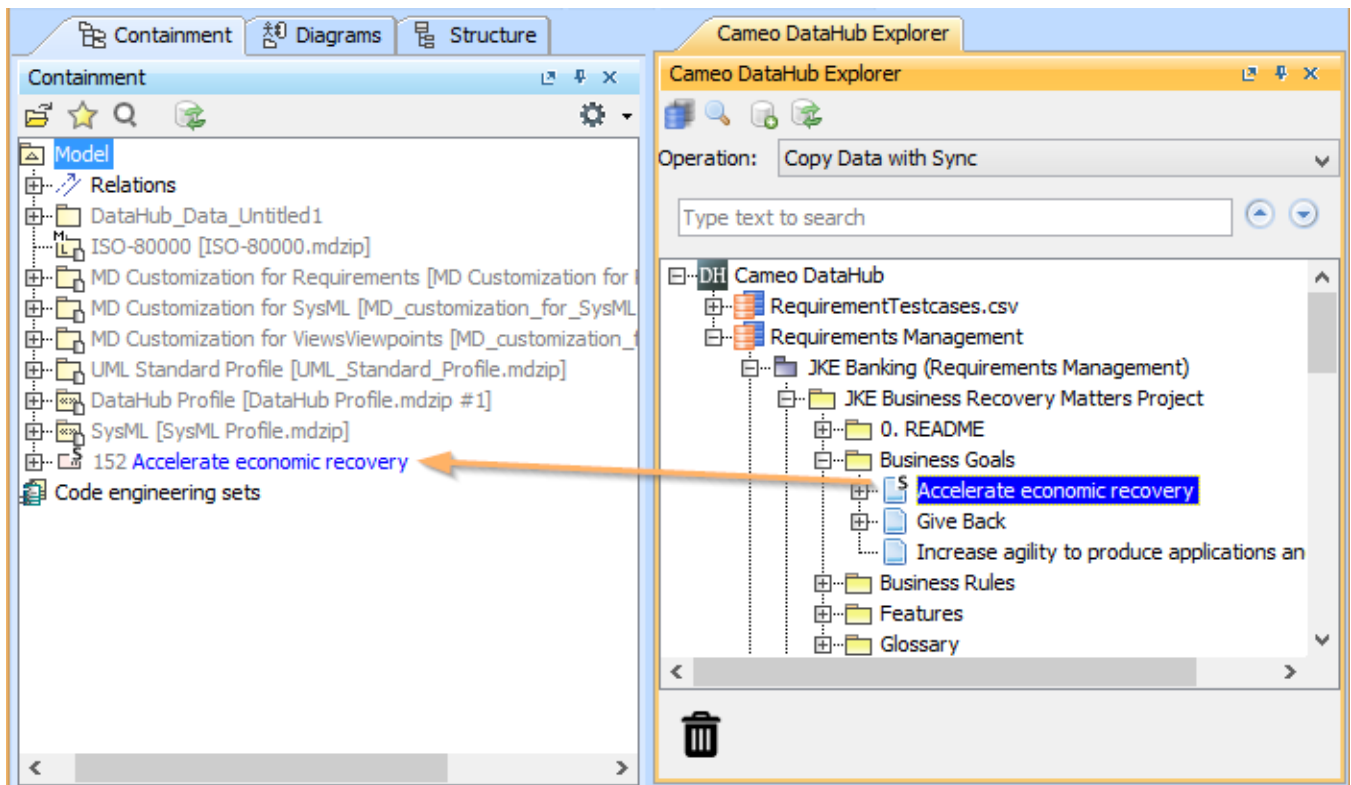 Containment Diagrams Structure
Containment
Model
Relations
DataHub_Data_Untitled1
ISO-80000 [ISO-80000.mdzip]
MD Customization for Requirements [MD Customization for
MD Customization for SysML [MD_customization_for_SysML
MD Customization for ViewsViewpoints [MD_customization_
UML Standard Profile [UML_Standard_Profile.mdzip]
DataHub Profile [DataHub Profile.mdzip #1]
SysML [SysML Profile.mdzip]
S 152 Accelerate economic recovery
Code engineering sets
Cameo DataHub Explorer
Cameo DataHub Explorer
Operation: Copy Data with Sync
Type text to search
DH Cameo DataHub
RequirementTestcases.csv
Requirements Management
JKE Banking (Requirements Management)
JKE Business Recovery Matters Project
0. README
Business Goals
S Accelerate economic recovery
Give Back
Increase agility to produce applications an
Business Rules
Features
Glossary